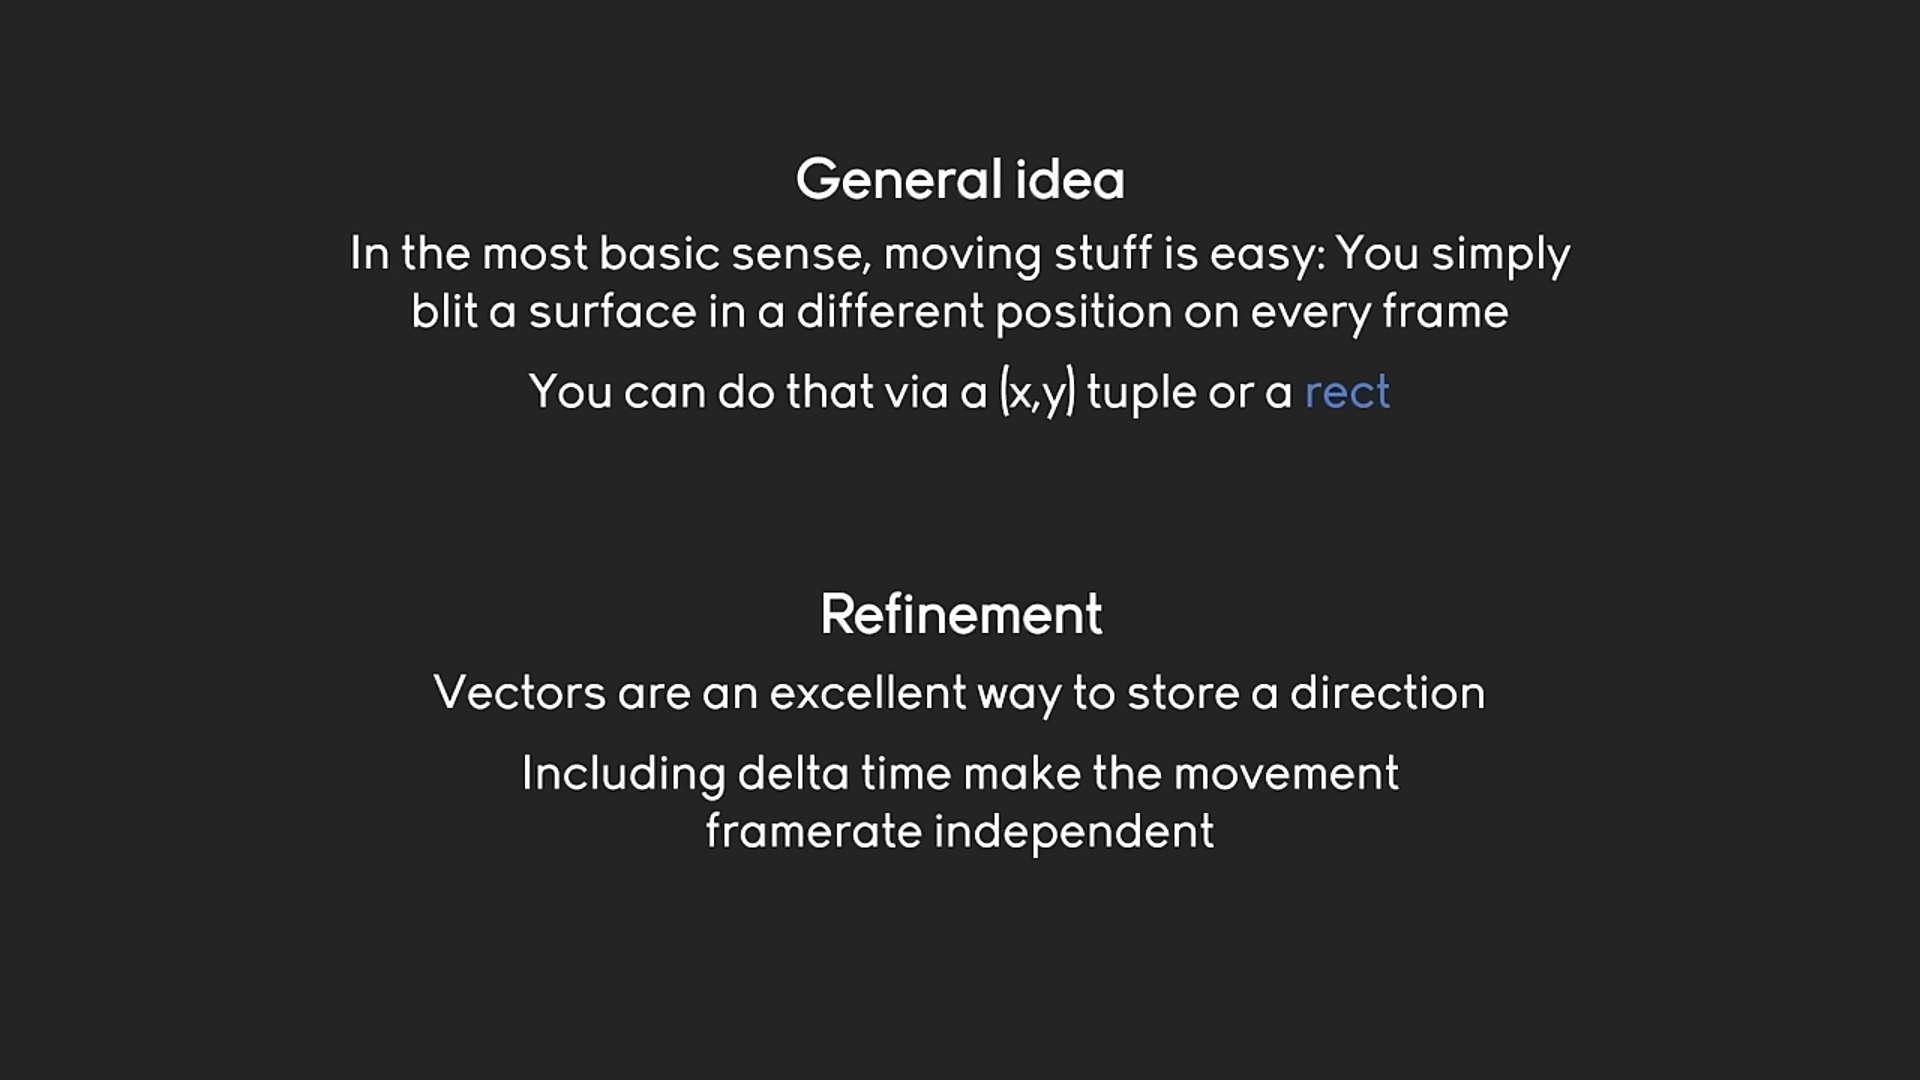 General idea
In the most basic sense, moving stuff is easy: You simply
blit a surface in a different position on every frame
You can do that via a (x,y) tuple or a rect
Refinement
Vectors are an excellent way to store a direction
Including delta time make the movement
framerate independent